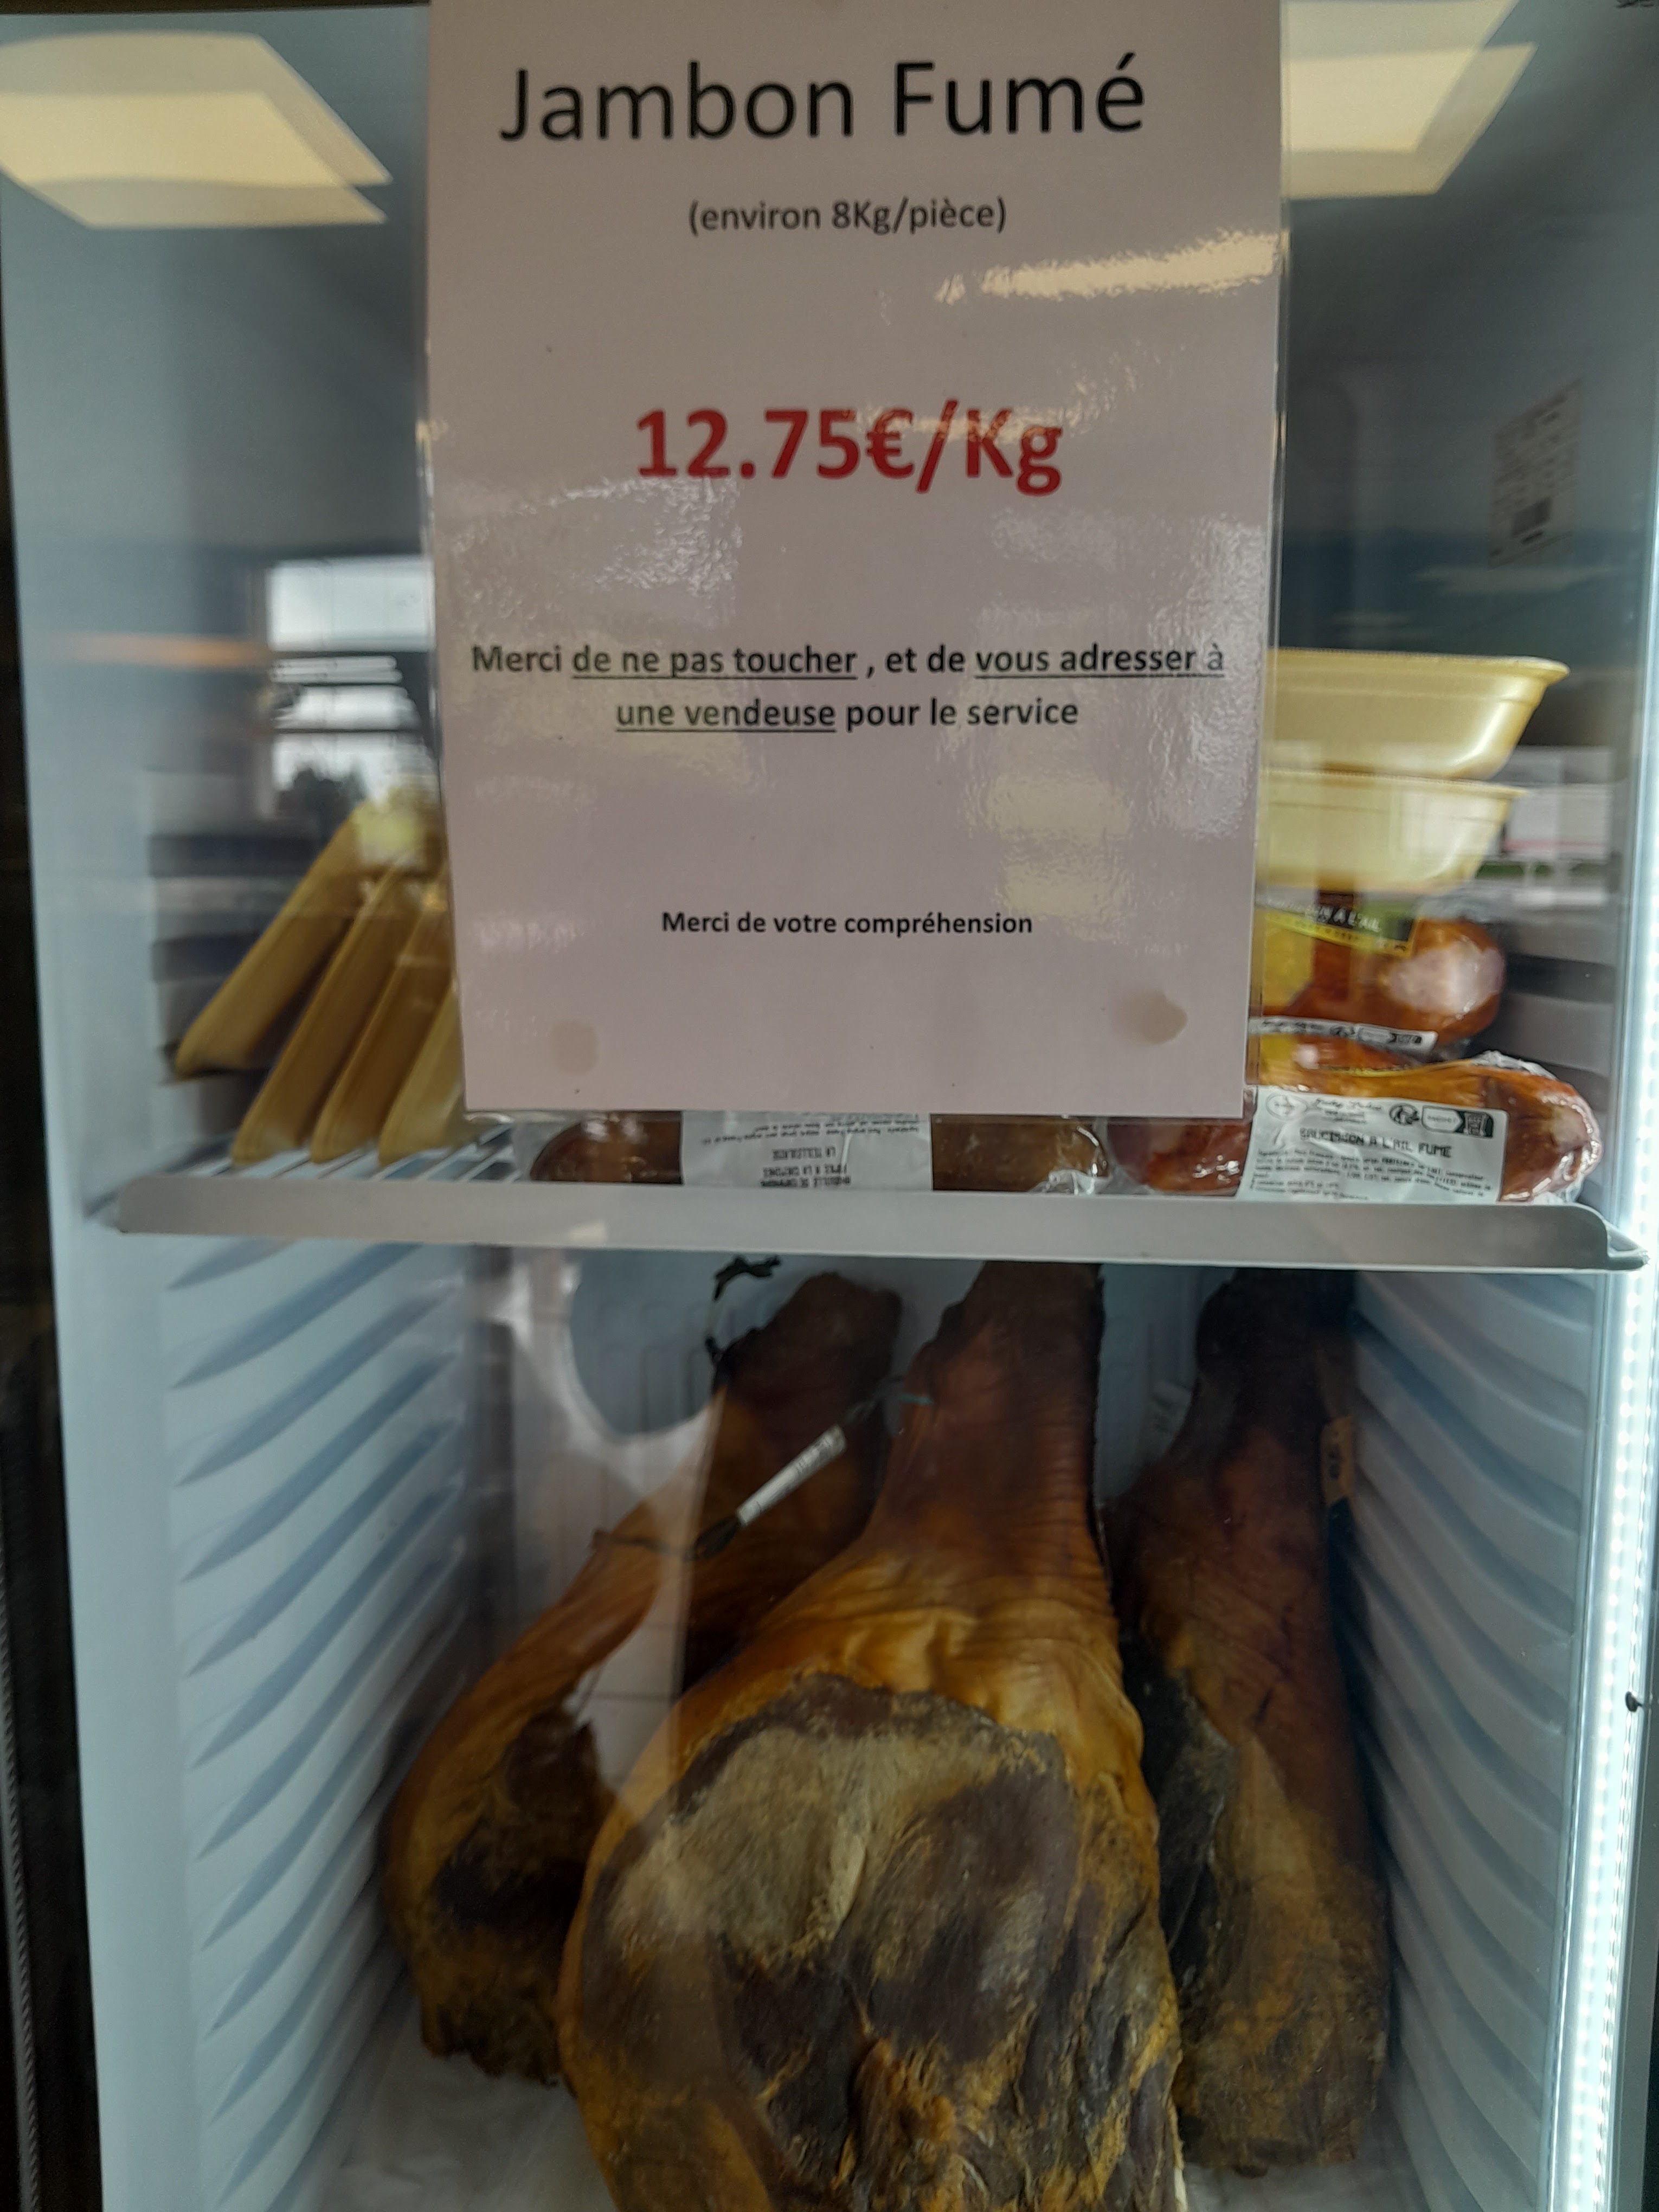 Jambon Fumé
(environ 8Kg/pièce)
12.75€/Kg
Merci de ne pas toucher , et de vous adresser à
une vendeuse pour le service
Merci de votre compréhension
A L'AIL
SAUCISSON A L'AIL FUME